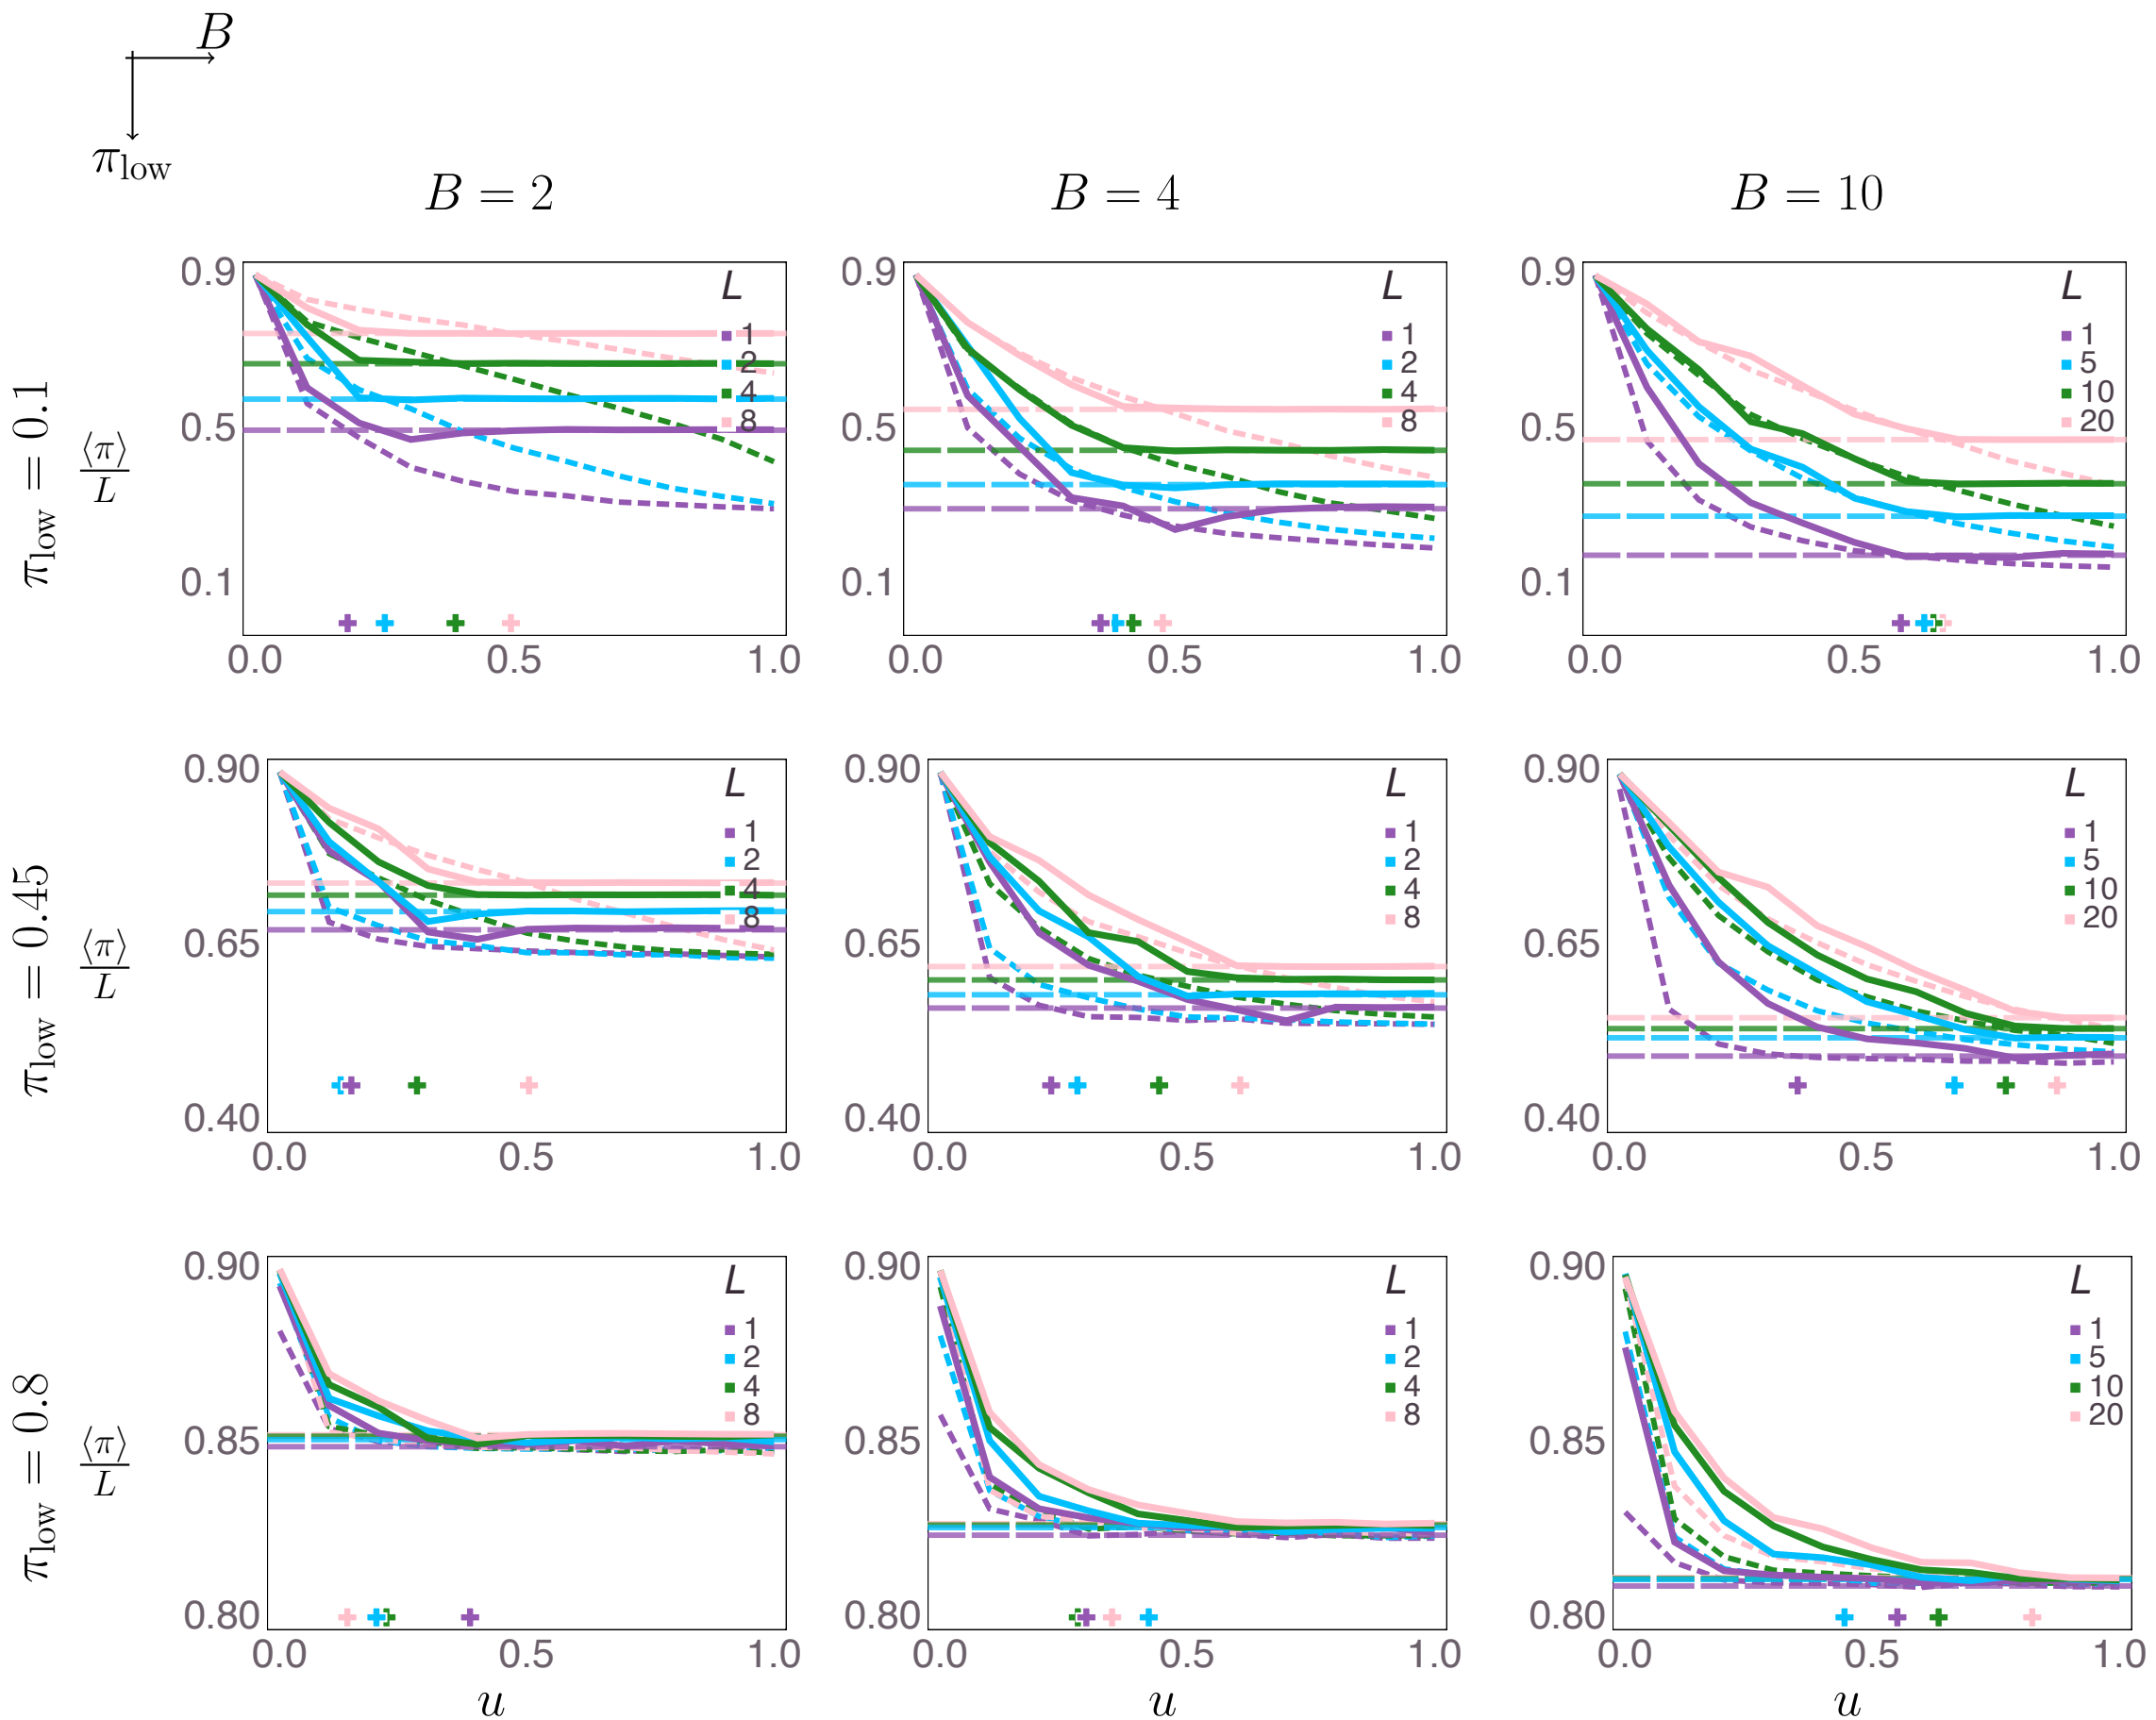 B
π_low
B = 2
B = 4
B = 10
π_low = 0.1
⟨π⟩/L
0.9
0.5
0.1
0.0 0.5 1.0
L
1
2
4
8
0.9
0.5
0.1
0.0 0.5 1.0
L
1
2
4
8
0.9
0.5
0.1
0.0 0.5 1.0
L
1
5
10
20
π_low = 0.45
⟨π⟩/L
0.90
0.65
0.40
0.0 0.5 1.0
L
1
2
4
8
0.90
0.65
0.40
0.0 0.5 1.0
L
1
2
4
8
0.90
0.65
0.40
0.0 0.5 1.0
L
1
5
10
20
π_low = 0.8
⟨π⟩/L
0.90
0.85
0.80
0.0 0.5 1.0
L
1
2
4
8
u
0.90
0.85
0.80
0.0 0.5 1.0
L
1
2
4
8
u
0.90
0.85
0.80
0.0 0.5 1.0
L
1
5
10
20
u